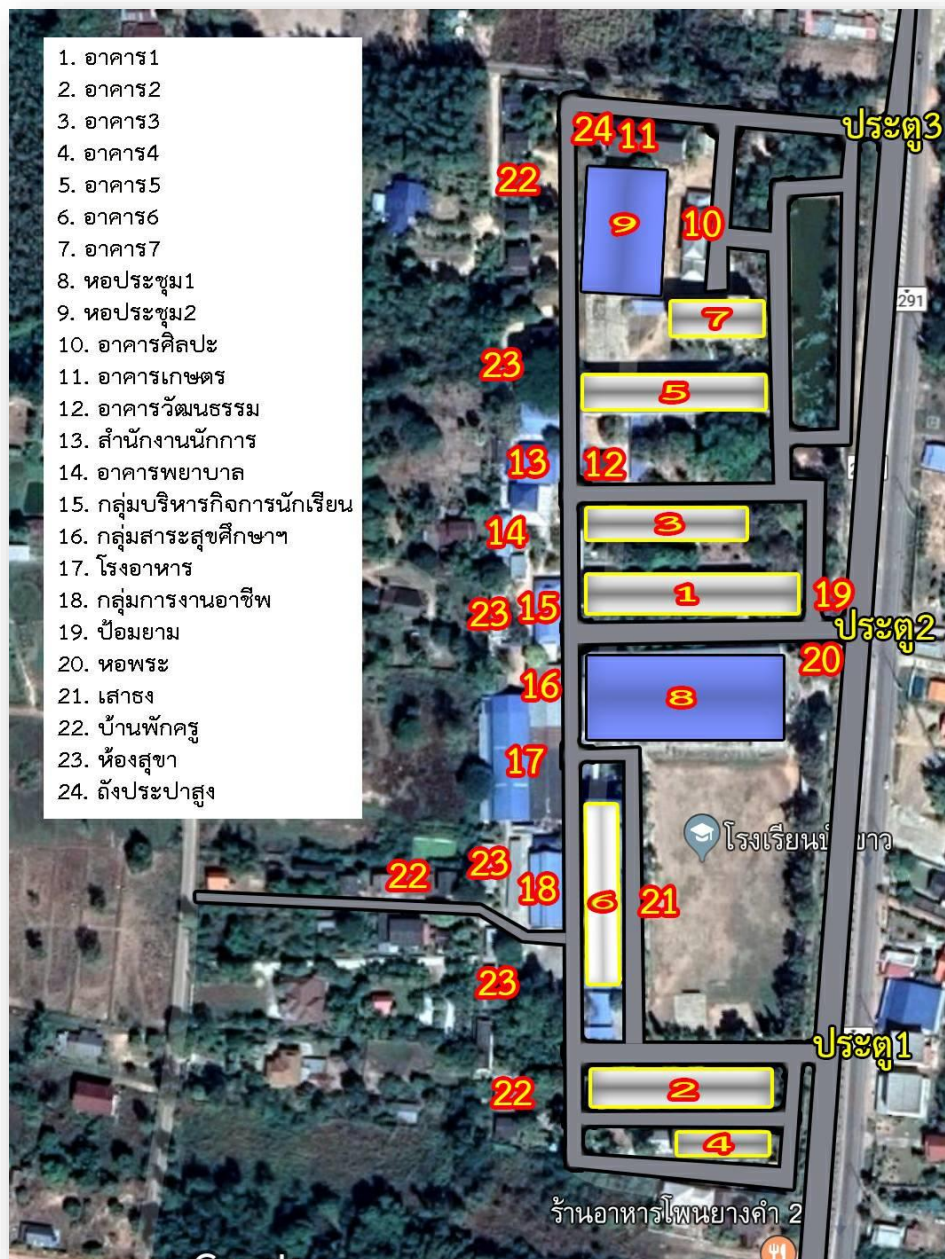 1. อาคาร1
2. อาคาร2
3. อาคาร3
4. อาคาร4
5. อาคาร5
6. อาคาร6
7. อาคาร7
8. หอประชุม1
9. หอประชุม2
10. อาคารศิลปะ
11. อาคารเกษตร
12. อาคารวัฒนธรรม
13. สำนักงานนักการ
14. อาคารพยาบาล
15. กลุ่มบริหารกิจการนักเรียน
16. กลุ่มสาระสุขศึกษาฯ
17. โรงอาหาร
18. กลุ่มการงานอาชีพ
19. ป้อมยาม
20. หอพระ
21. เสาธง
22. บ้านพักครู
23. ห้องสุขา
24. ถังประปาสูง
ประตู3
24 11
22
9 10
291
7
23
5
13 12
3
14
1
23 15 19
ประตู2
20
16 8
17
โรงเรียน
23
22 18 6 21
23
ประตู1
22 2
4
ร้านอาหารโพนยางคำ 2